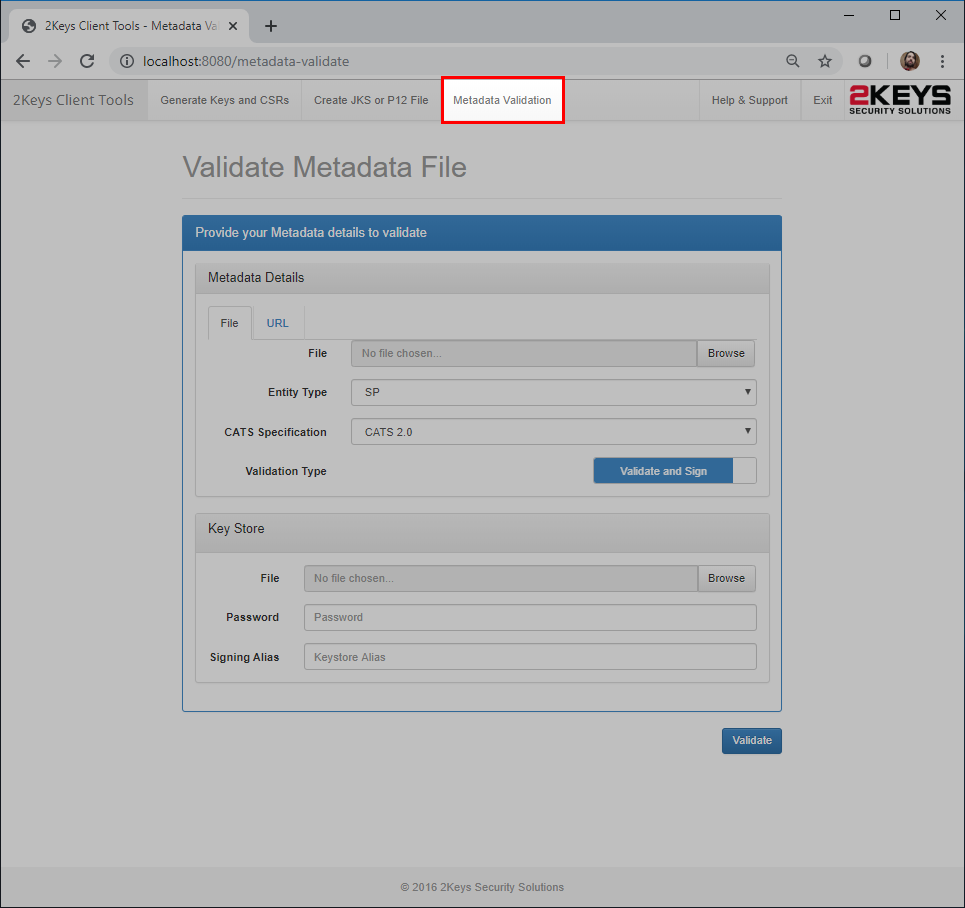 2Keys Client Tools - Metadata Va
localhost:8080/metadata-validate
2Keys Client Tools
Generate Keys and CSRs
Create JKS or P12 File
Metadata Validation
Help & Support
Exit
2KEYS
SECURITY SOLUTIONS
Validate Metadata File
Provide your Metadata details to validate
Metadata Details
File
URL
File
No file chosen...
Browse
Entity Type
SP
CATS Specification
CATS 2.0
Validation Type
Validate and Sign
Key Store
File
No file chosen...
Browse
Password
Password
Signing Alias
Keystore Alias
Validate
© 2016 2Keys Security Solutions